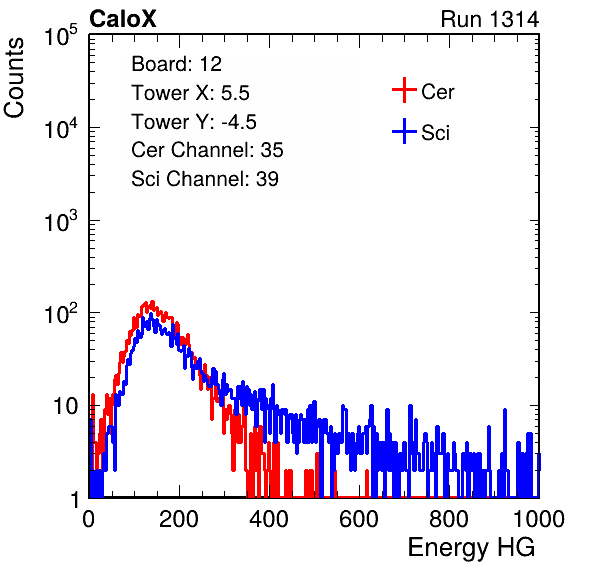 CaloX
Run 1314
Counts
Board: 12
Tower X: 5.5
Tower Y: -4.5
Cer Channel: 35
Sci Channel: 39
Cer
Sci
10^5
10^4
10^3
10^2
10
1
0 200 400 600 800 1000
Energy HG